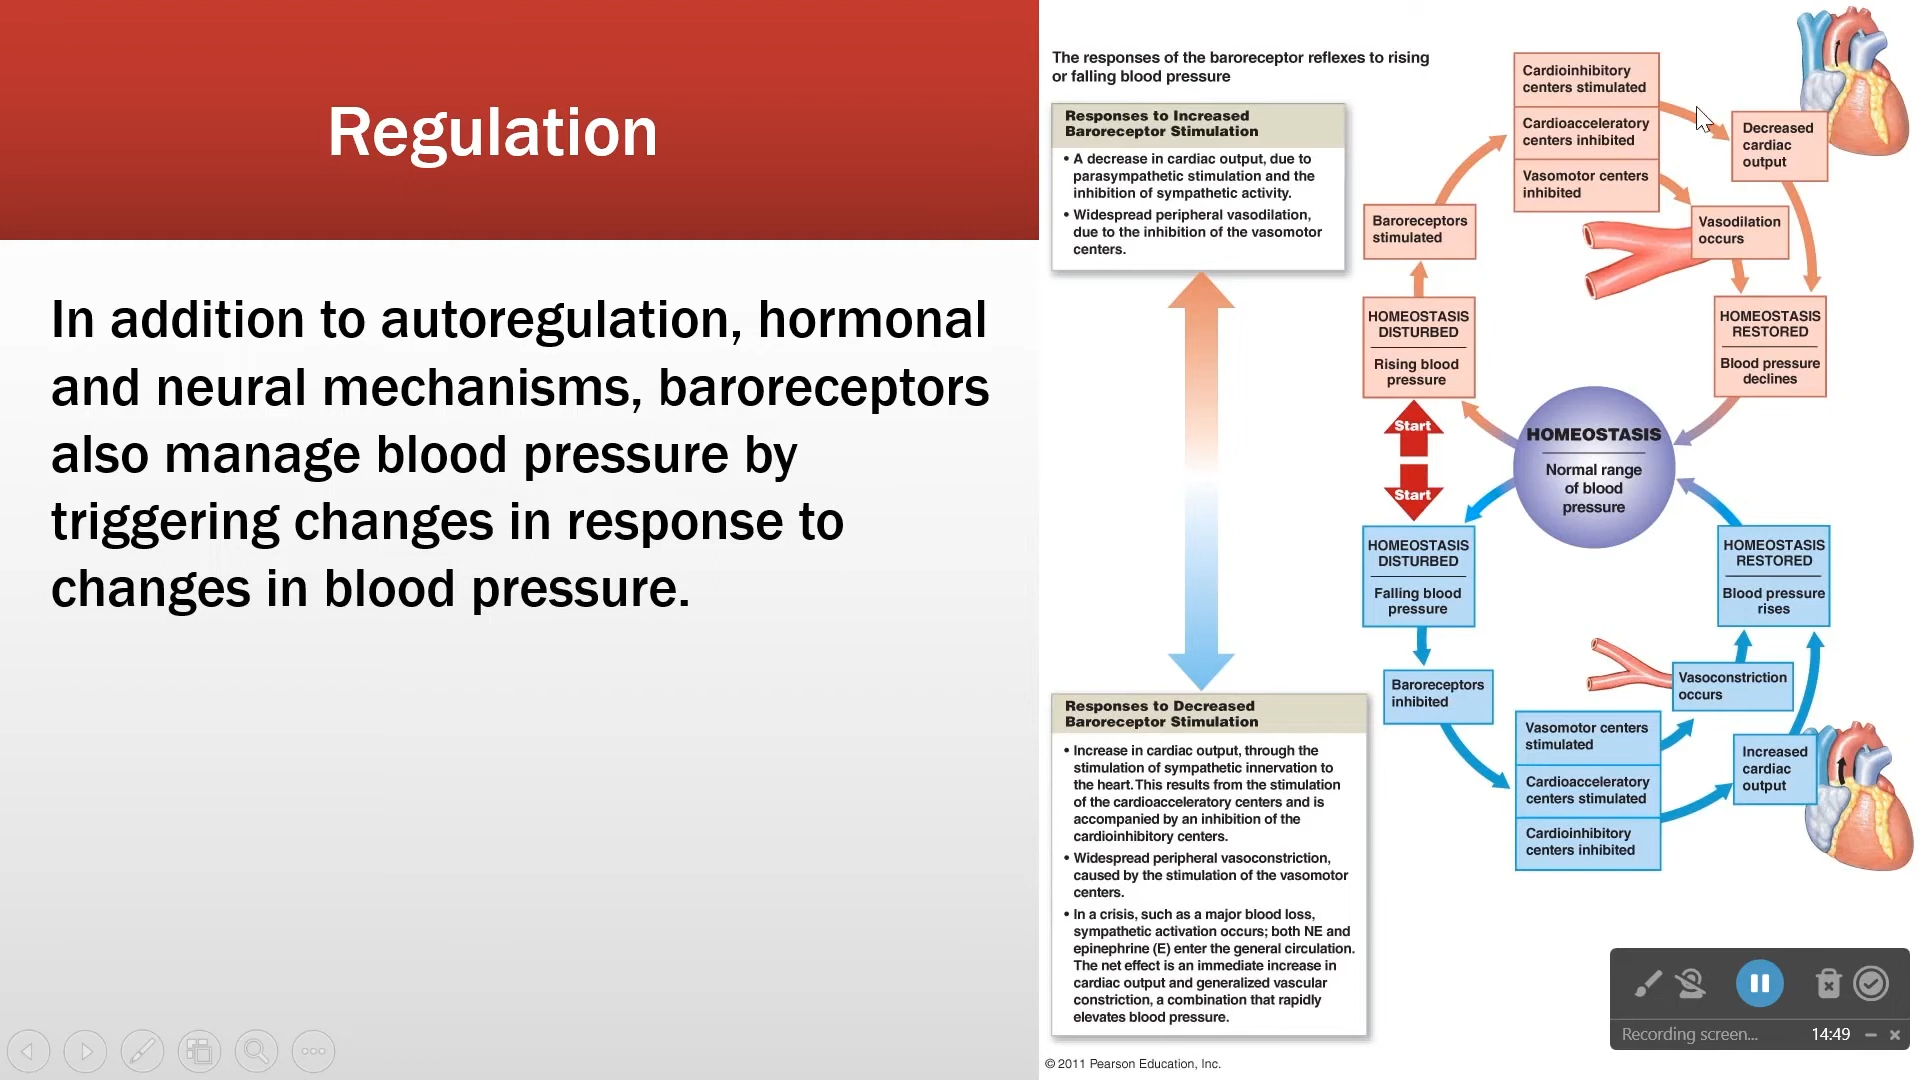 Regulation
In addition to autoregulation, hormonal
and neural mechanisms, baroreceptors
also manage blood pressure by
triggering changes in response to
changes in blood pressure.
The responses of the baroreceptor reflexes to rising
or falling blood pressure
Responses to Increased
Baroreceptor Stimulation
• A decrease in cardiac output, due to
parasympathetic stimulation and the
inhibition of sympathetic activity.
• Widespread peripheral vasodilation,
due to the inhibition of the vasomotor
centers.
Responses to Decreased
Baroreceptor Stimulation
• Increase in cardiac output, through the
stimulation of sympathetic innervation to
the heart. This results from the stimulation
of the cardioacceleratory centers and is
accompanied by an inhibition of the
cardioinhibitory centers.
• Widespread peripheral vasoconstriction,
caused by the stimulation of the vasomotor
centers.
• In a crisis, such as a major blood loss,
sympathetic activation occurs; both NE and
epinephrine (E) enter the general circulation.
The net effect is an immediate increase in
cardiac output and generalized vascular
constriction, a combination that rapidly
elevates blood pressure.
Cardioinhibitory
centers stimulated
Cardioacceleratory
centers inhibited
Vasomotor centers
inhibited
Decreased
cardiac
output
Baroreceptors
stimulated
Vasodilation
occurs
HOMEOSTASIS
DISTURBED
Rising blood
pressure
HOMEOSTASIS
RESTORED
Blood pressure
declines
Start
Start
HOMEOSTASIS
Normal range
of blood
pressure
HOMEOSTASIS
DISTURBED
Falling blood
pressure
HOMEOSTASIS
RESTORED
Blood pressure
rises
Baroreceptors
inhibited
Vasoconstriction
occurs
Vasomotor centers
stimulated
Cardioacceleratory
centers stimulated
Cardioinhibitory
centers inhibited
Increased
cardiac
output
Recording screen... 14:49
© 2011 Pearson Education, Inc.